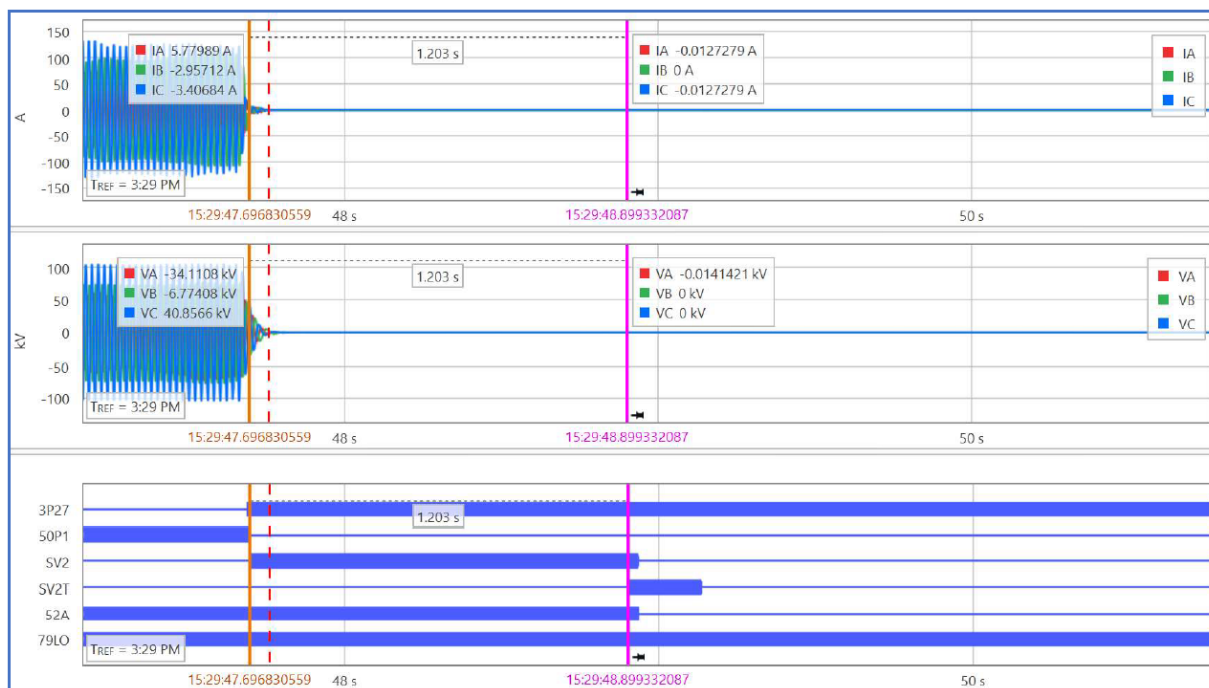 150
100
50
0
-50
-100
-150
A
IA 5.77989 A
IB -2.95712 A
IC -3.40684 A
1.203 s
IA -0.0127279 A
IB 0 A
IC -0.0127279 A
IA
IB
IC
TREF = 3:29 PM
15:29:47.696830559
48 s
15:29:48.899332087
50 s
100
50
0
-50
-100
kV
VA -34.1108 kV
VB -6.77408 kV
VC 40.8566 kV
1.203 s
VA -0.0141421 kV
VB 0 kV
VC 0 kV
VA
VB
VC
TREF = 3:29 PM
15:29:47.696830559
48 s
15:29:48.899332087
50 s
3P27
50P1
SV2
SV2T
52A
79LO
1.203 s
TREF = 3:29 PM
15:29:47.696830559
48 s
15:29:48.899332087
50 s